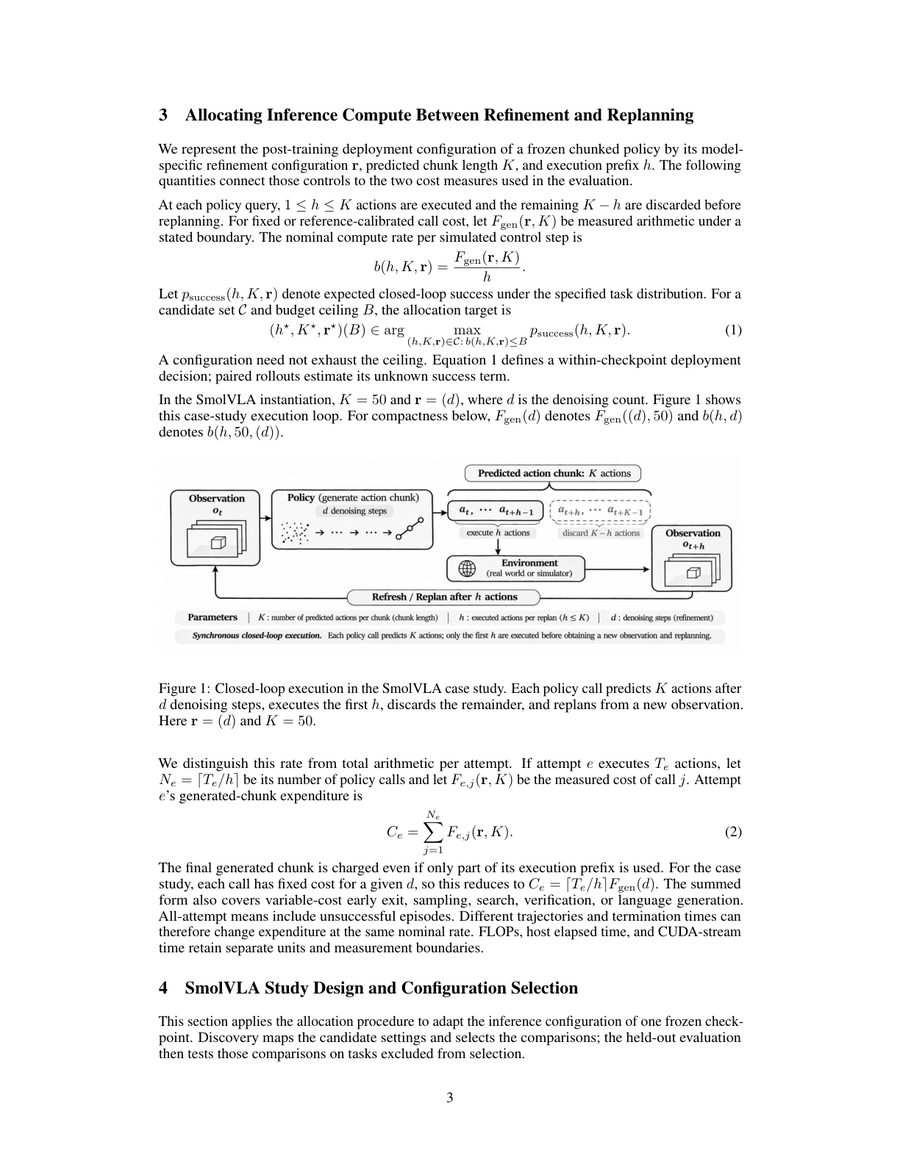 3 Allocating Inference Compute Between Refinement and Replanning
We represent the post-training deployment configuration of a frozen chunked policy by its model-
specific refinement configuration r, predicted chunk length K, and execution prefix h. The following
quantities connect those controls to the two cost measures used in the evaluation.
At each policy query, 1 ≤ h ≤ K actions are executed and the remaining K − h are discarded before
replanning. For fixed or reference-calibrated call cost, let F_gen(r, K) be measured arithmetic under a
stated boundary. The nominal compute rate per simulated control step is
b(h, K, r) = F_gen(r, K) / h .
Let p_success(h, K, r) denote expected closed-loop success under the specified task distribution. For a
candidate set C and budget ceiling B, the allocation target is
(h⋆, K⋆, r⋆)(B) ∈ arg max_{(h,K,r)∈C: b(h,K,r)≤B} p_success(h, K, r). (1)
A configuration need not exhaust the ceiling. Equation 1 defines a within-checkpoint deployment
decision; paired rollouts estimate its unknown success term.
In the SmolVLA instantiation, K = 50 and r = (d), where d is the denoising count. Figure 1 shows
this case-study execution loop. For compactness below, F_gen(d) denotes F_gen((d), 50) and b(h, d)
denotes b(h, 50, (d)).
Predicted action chunk: K actions
Observation
o_t
Policy (generate action chunk)
d denoising steps
→ ⋯ → ⋯ →
a_t, ⋯ a_{t+h−1}
a_{t+h}, ⋯ a_{t+K−1}
execute h actions
discard K − h actions
Observation
o_{t+h}
Environment
(real world or simulator)
Refresh / Replan after h actions
Parameters | K : number of predicted actions per chunk (chunk length) | h : executed actions per replan (h ≤ K) | d : denoising steps (refinement)
Synchronous closed-loop execution. Each policy call predicts K actions; only the first h are executed before obtaining a new observation and replanning.
Figure 1: Closed-loop execution in the SmolVLA case study. Each policy call predicts K actions after
d denoising steps, executes the first h, discards the remainder, and replans from a new observation.
Here r = (d) and K = 50.
We distinguish this rate from total arithmetic per attempt. If attempt e executes T_e actions, let
N_e = ⌈T_e/h⌉ be its number of policy calls and let F_{e,j}(r, K) be the measured cost of call j. Attempt
e's generated-chunk expenditure is
C_e = ∑_{j=1}^{N_e} F_{e,j}(r, K). (2)
The final generated chunk is charged even if only part of its execution prefix is used. For the case
study, each call has fixed cost for a given d, so this reduces to C_e = ⌈T_e/h⌉F_gen(d). The summed
form also covers variable-cost early exit, sampling, search, verification, or language generation.
All-attempt means include unsuccessful episodes. Different trajectories and termination times can
therefore change expenditure at the same nominal rate. FLOPs, host elapsed time, and CUDA-stream
time retain separate units and measurement boundaries.
4 SmolVLA Study Design and Configuration Selection
This section applies the allocation procedure to adapt the inference configuration of one frozen check-
point. Discovery maps the candidate settings and selects the comparisons; the held-out evaluation
then tests those comparisons on tasks excluded from selection.
3